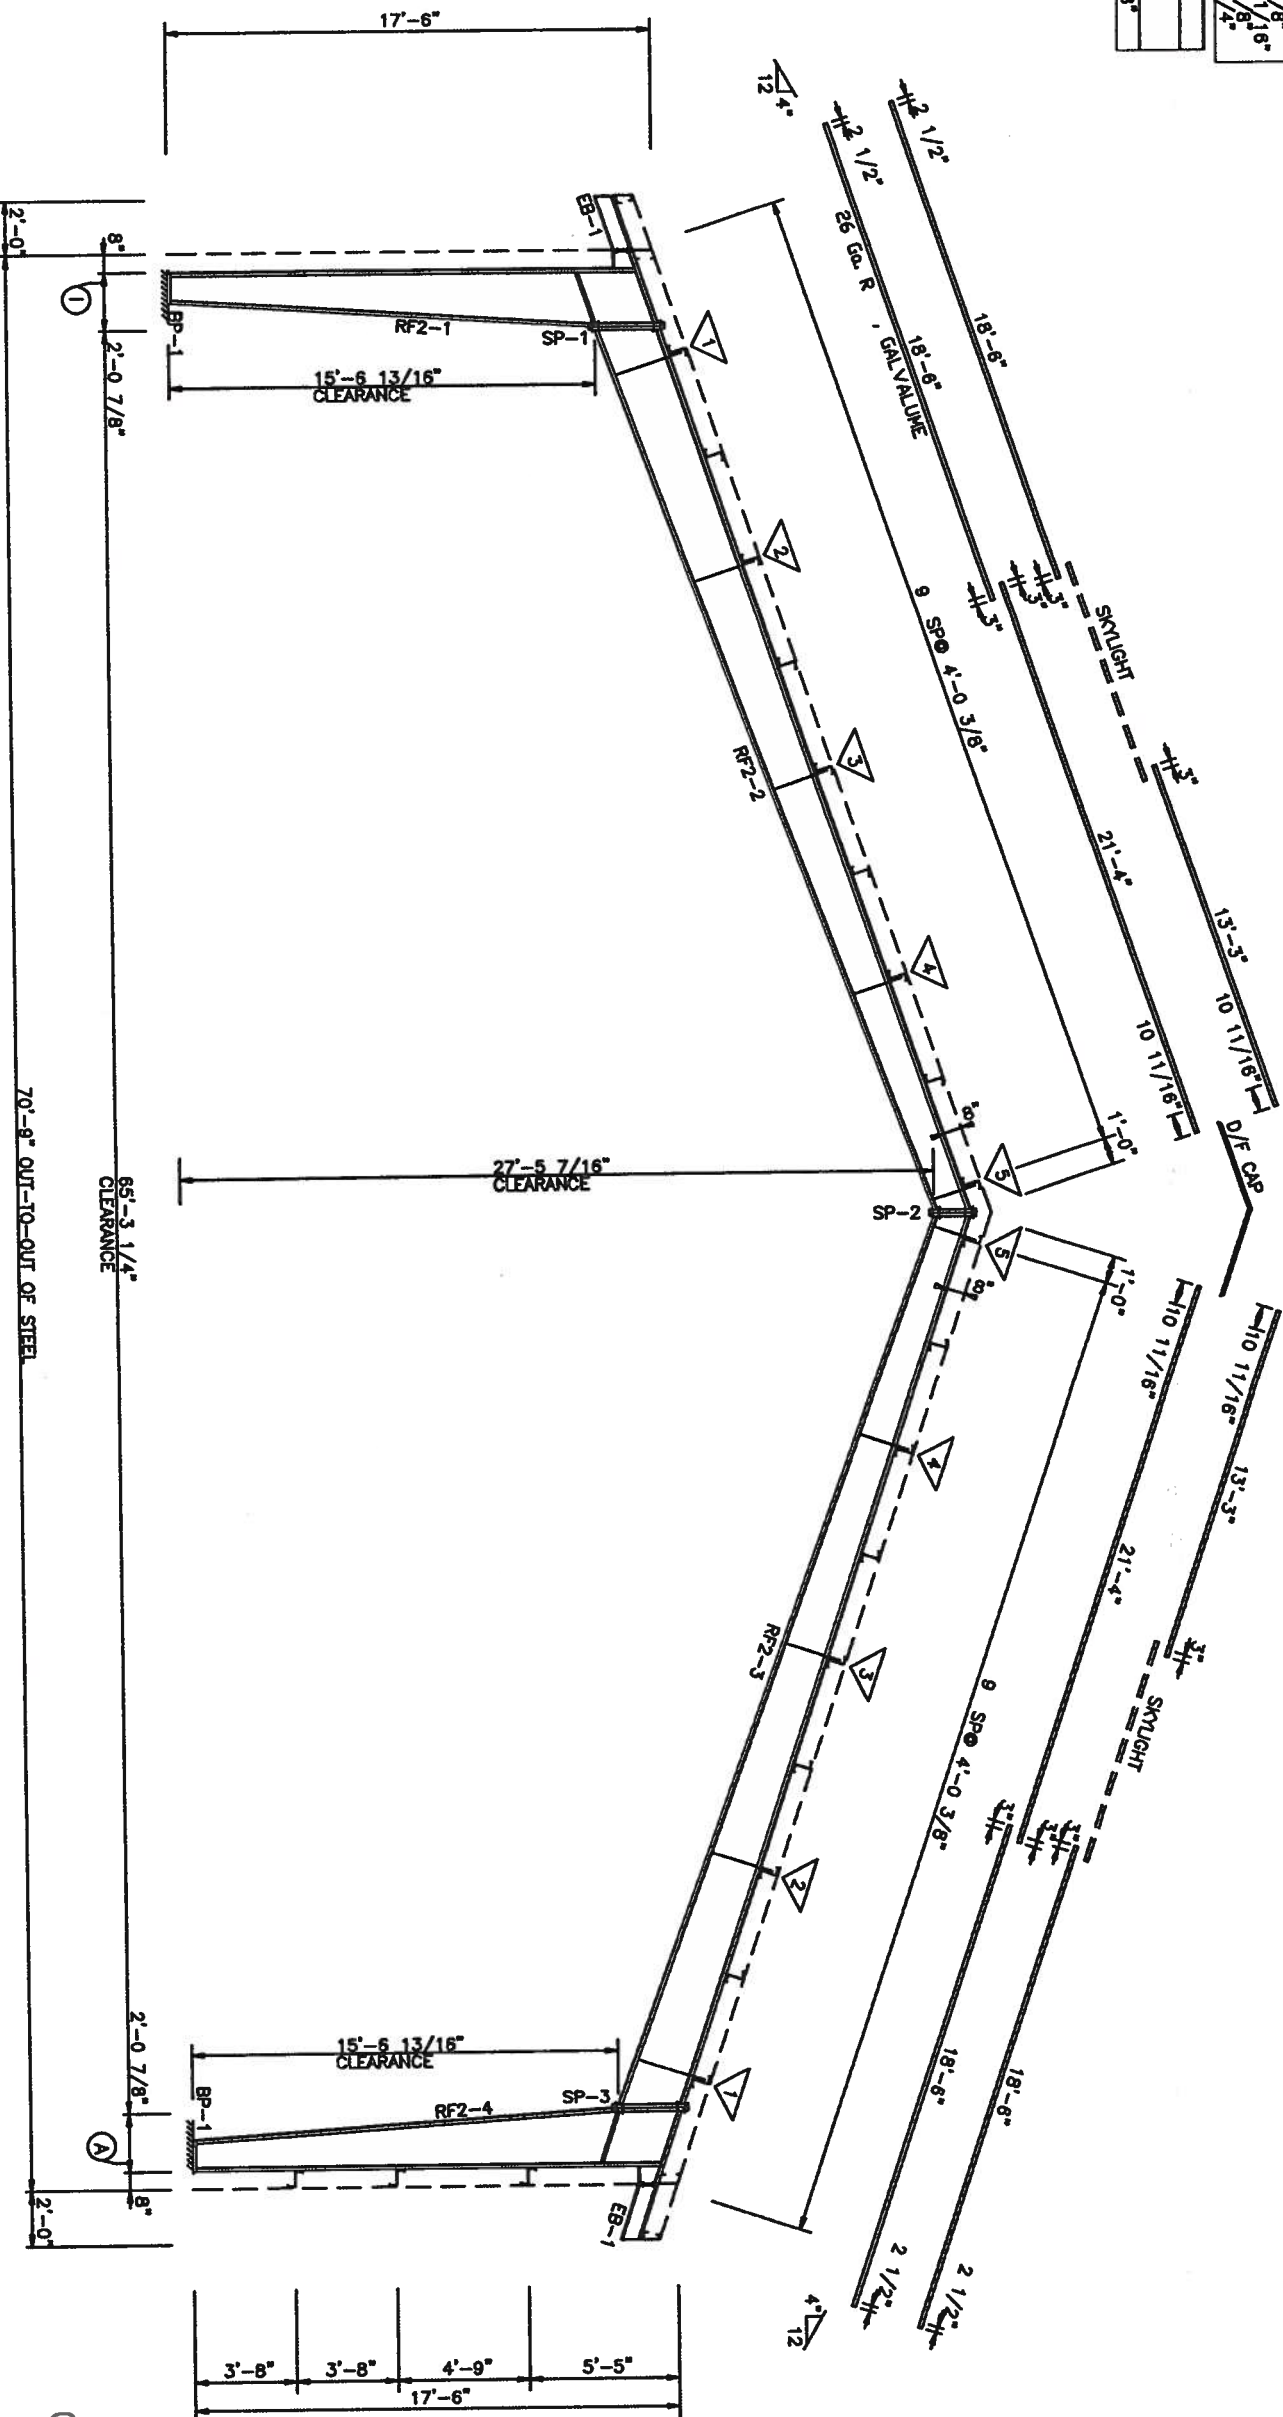 17'-6"
12
4"
2 1/2"
18'-6"
SKYLIGHT
3"
3"
3"
13'-3"
10 11/16"
D/F CAP
2 1/2"
26 Ga. R , GALVALUME
18'-6"
3"
21'-4"
10 11/16"
9 SP@ 4'-0 3/8"
1'-0"
10 11/16"
13'-3"
3"
SKYLIGHT
3"
3"
18'-6"
2 1/2"
10 11/16"
21'-4"
3"
18'-6"
2 1/2"
1'-0"
9 SP@ 4'-0 3/8"
4"
12
EB-1
1
2
3
4
8"
5
5
8"
4
3
2
1
EB-1
RF2-1
SP-1
RF2-2
SP-2
RF2-3
SP-3
RF2-4
BP-1
15'-6 13/16"
CLEARANCE
27'-5 7/16"
CLEARANCE
15'-6 13/16"
CLEARANCE
BP-1
3'-8"
3'-8"
4'-9"
5'-5"
17'-6"
1
A
8"
2'-0 7/8"
65'-3 1/4"
CLEARANCE
2'-0 7/8"
8"
2'-0"
70'-9" OUT-TO-OUT OF STEEL
2'-0"